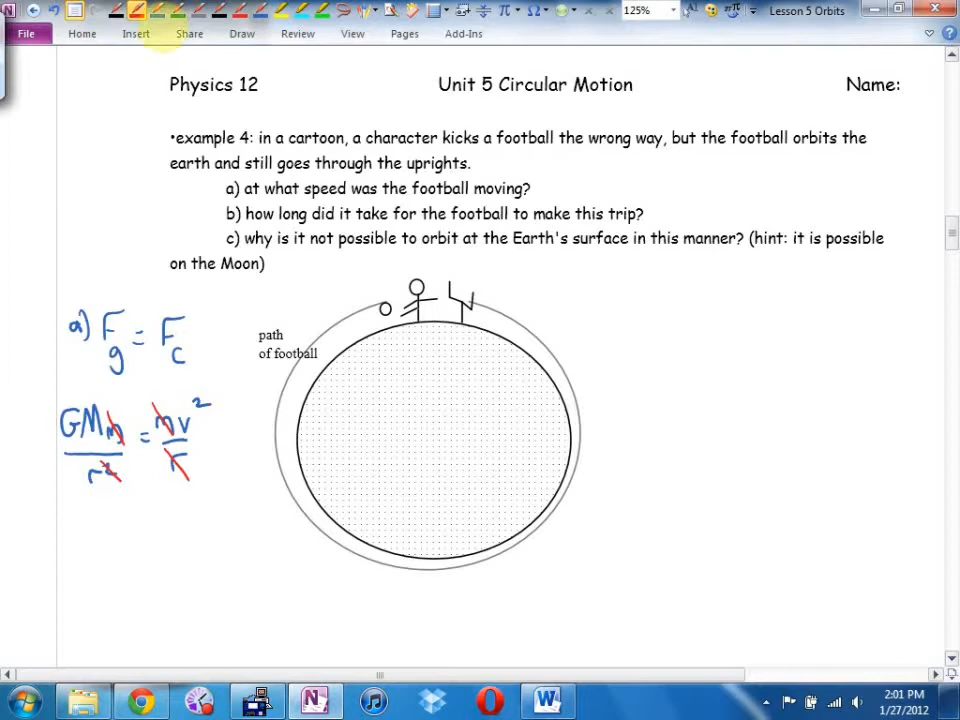 125%
Lesson 5 Orbits
File Home Insert Share Draw Review View Pages Add-Ins
Physics 12 Unit 5 Circular Motion Name:
•example 4: in a cartoon, a character kicks a football the wrong way, but the football orbits the
earth and still goes through the uprights.
a) at what speed was the football moving?
b) how long did it take for the football to make this trip?
c) why is it not possible to orbit at the Earth's surface in this manner? (hint: it is possible
on the Moon)
path
of football
a) Fg = Fc
GMm/r² = mv²/r
2:01 PM
1/27/2012